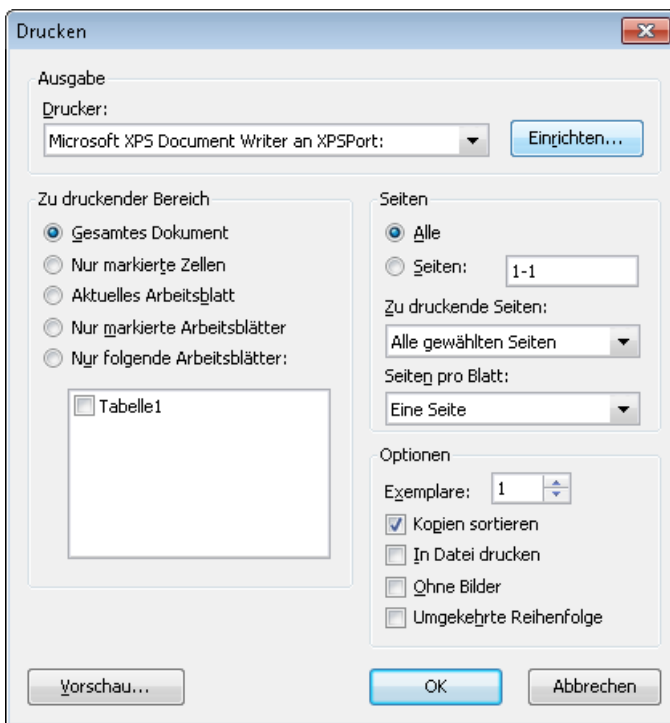 Drucken
Ausgabe
Drucker:
Microsoft XPS Document Writer an XPSPort:
Einrichten...
Zu druckender Bereich
Gesamtes Dokument
Nur markierte Zellen
Aktuelles Arbeitsblatt
Nur markierte Arbeitsblätter
Nur folgende Arbeitsblätter:
Tabelle1
Seiten
Alle
Seiten: 1-1
Zu druckende Seiten:
Alle gewählten Seiten
Seiten pro Blatt:
Eine Seite
Optionen
Exemplare: 1
Kopien sortieren
In Datei drucken
Ohne Bilder
Umgekehrte Reihenfolge
Vorschau...
OK
Abbrechen